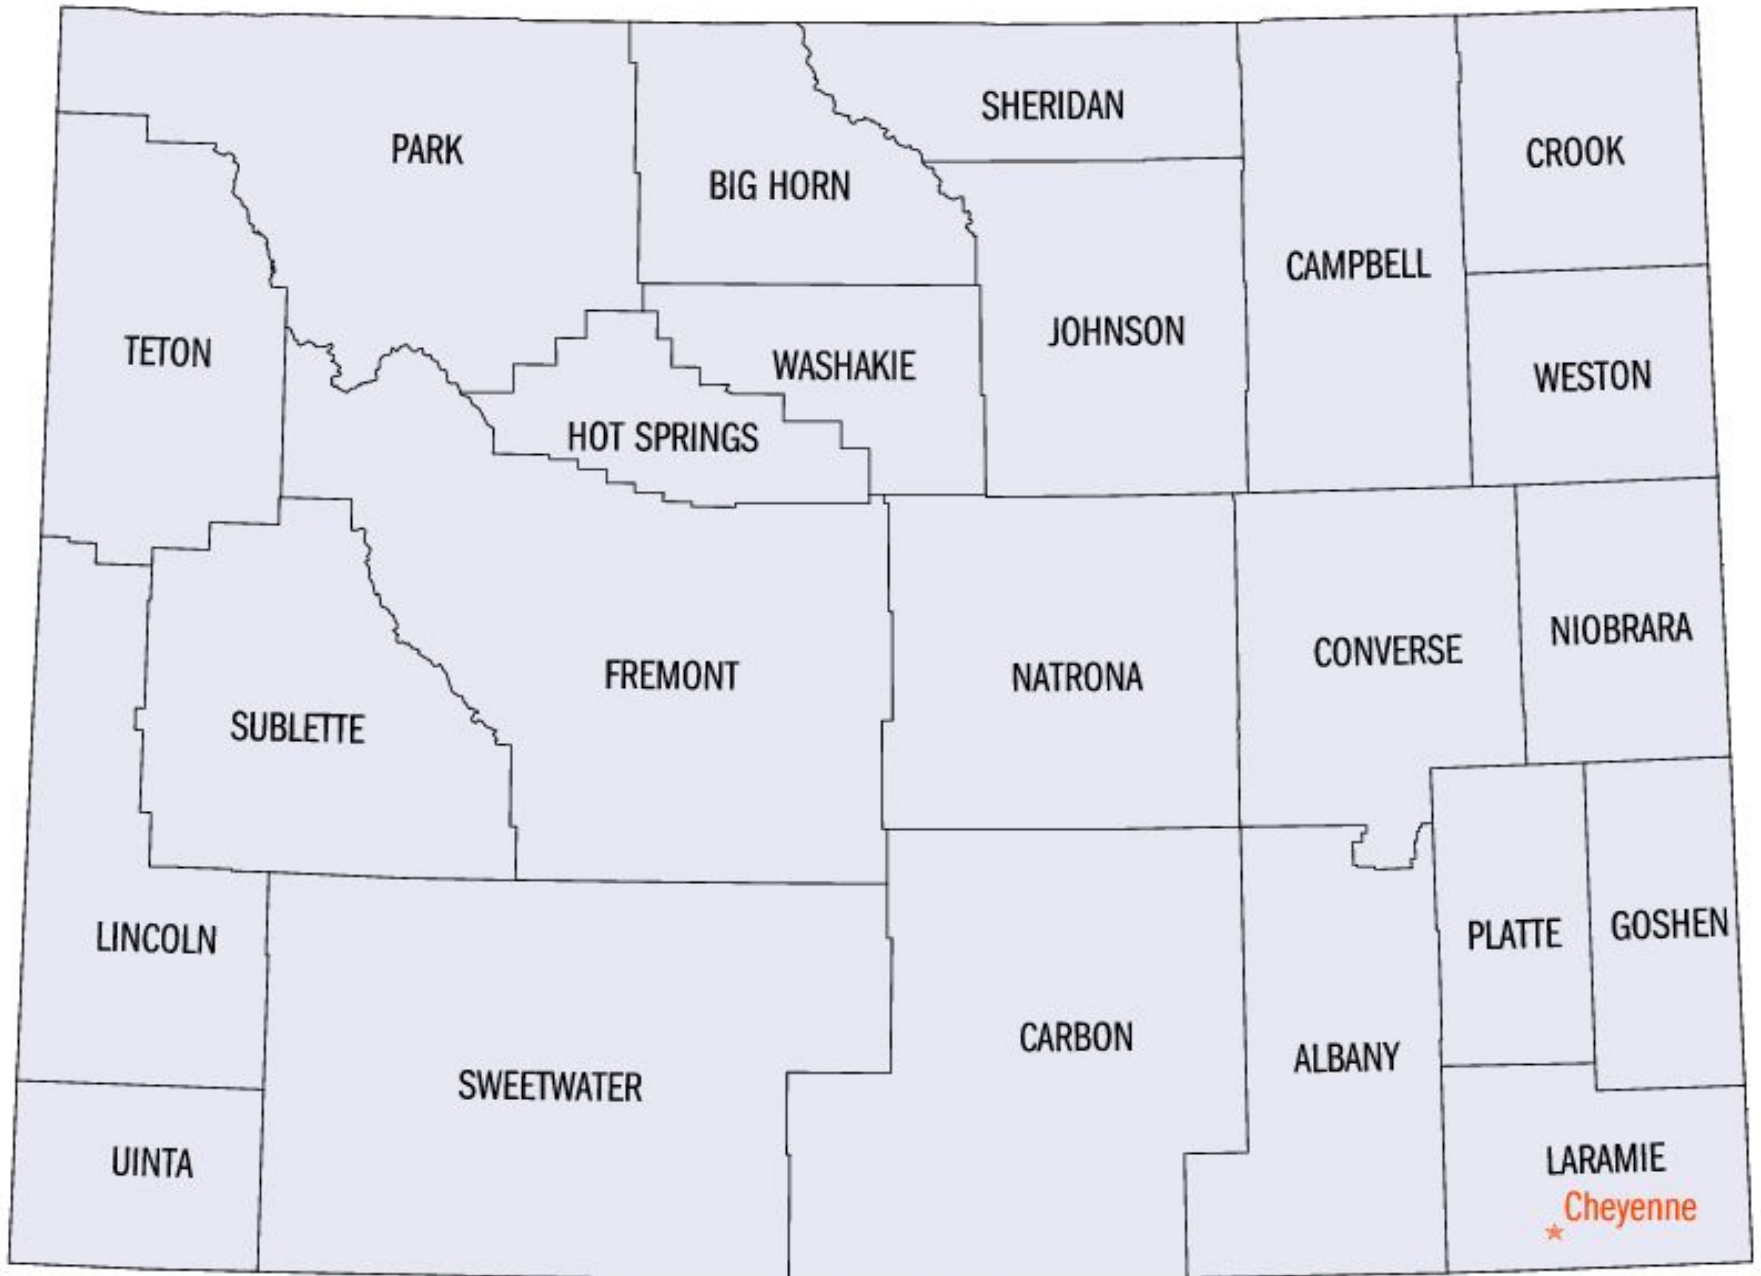 SHERIDAN
PARK
CROOK
BIG HORN
CAMPBELL
JOHNSON
TETON
WASHAKIE
WESTON
HOT SPRINGS
NIOBRARA
CONVERSE
FREMONT
NATRONA
SUBLETTE
GOSHEN
PLATTE
LINCOLN
CARBON
ALBANY
SWEETWATER
LARAMIE
UINTA
Cheyenne